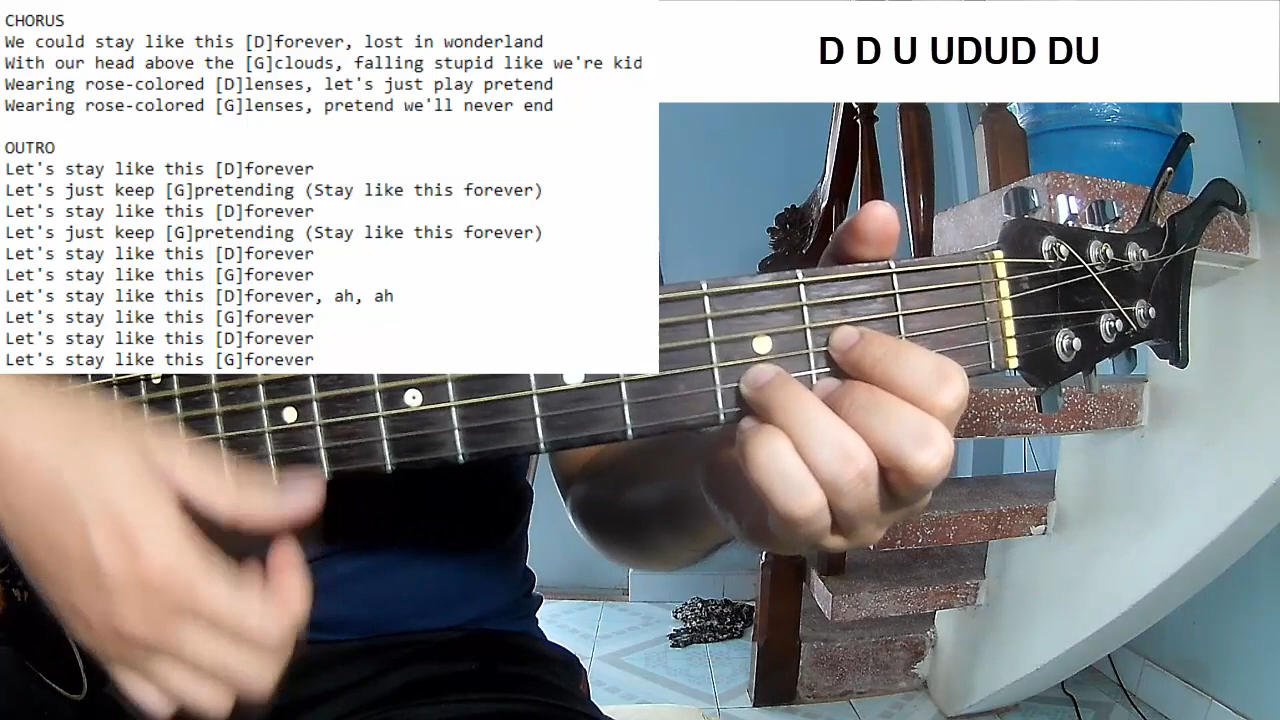 CHORUS
We could stay like this [D]forever, lost in wonderland
With our head above the [G]clouds, falling stupid like we're kid
Wearing rose-colored [D]lenses, let's just play pretend
Wearing rose-colored [G]lenses, pretend we'll never end
OUTRO
Let's stay like this [D]forever
Let's just keep [G]pretending (Stay like this forever)
Let's stay like this [D]forever
Let's just keep [G]pretending (Stay like this forever)
Let's stay like this [D]forever
Let's stay like this [G]forever
Let's stay like this [D]forever, ah, ah
Let's stay like this [G]forever
Let's stay like this [D]forever
Let's stay like this [G]forever
D D U UDUD DU